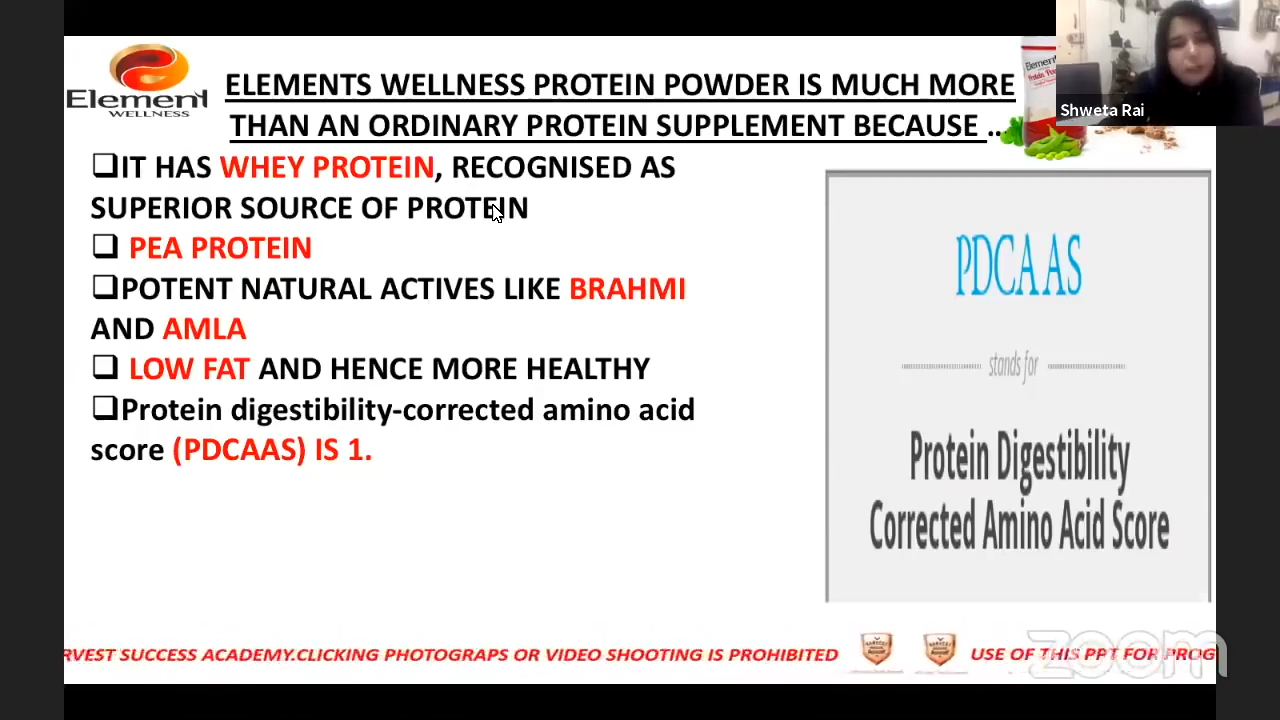 Element
WELLNESS
ELEMENTS WELLNESS PROTEIN POWDER IS MUCH MORE
THAN AN ORDINARY PROTEIN SUPPLEMENT BECAUSE ...
Shweta Rai
❑IT HAS WHEY PROTEIN, RECOGNISED AS
SUPERIOR SOURCE OF PROTEIN
❑ PEA PROTEIN
❑POTENT NATURAL ACTIVES LIKE BRAHMI
AND AMLA
❑ LOW FAT AND HENCE MORE HEALTHY
❑Protein digestibility-corrected amino acid
score (PDCAAS) IS 1.
PDCAAS
stands for
Protein Digestibility
Corrected Amino Acid Score
RVEST SUCCESS ACADEMY.CLICKING PHOTOGRAPS OR VIDEO SHOOTING IS PROHIBITED
USE OF THIS PPT FOR PROG
zoom